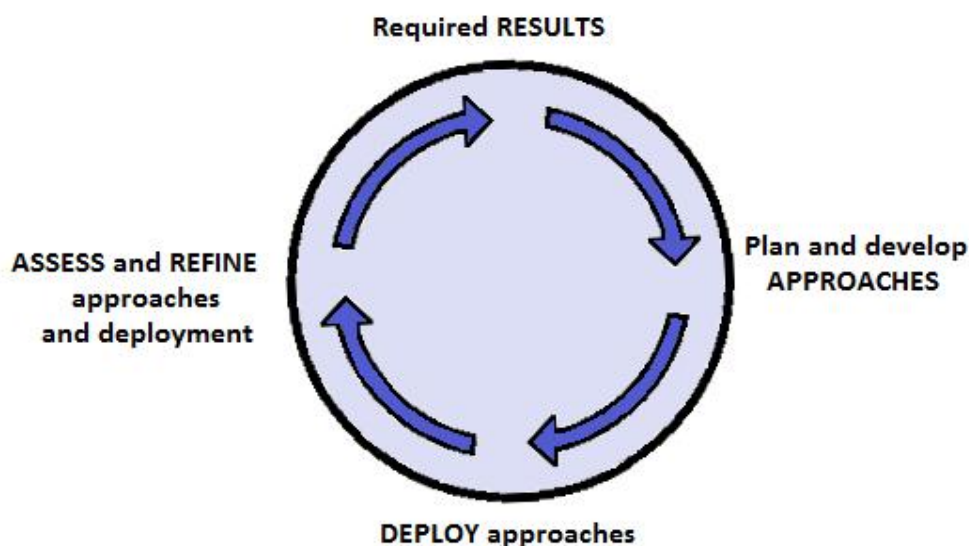 Required RESULTS
Plan and develop
APPROACHES
DEPLOY approaches
ASSESS and REFINE
approaches
and deployment